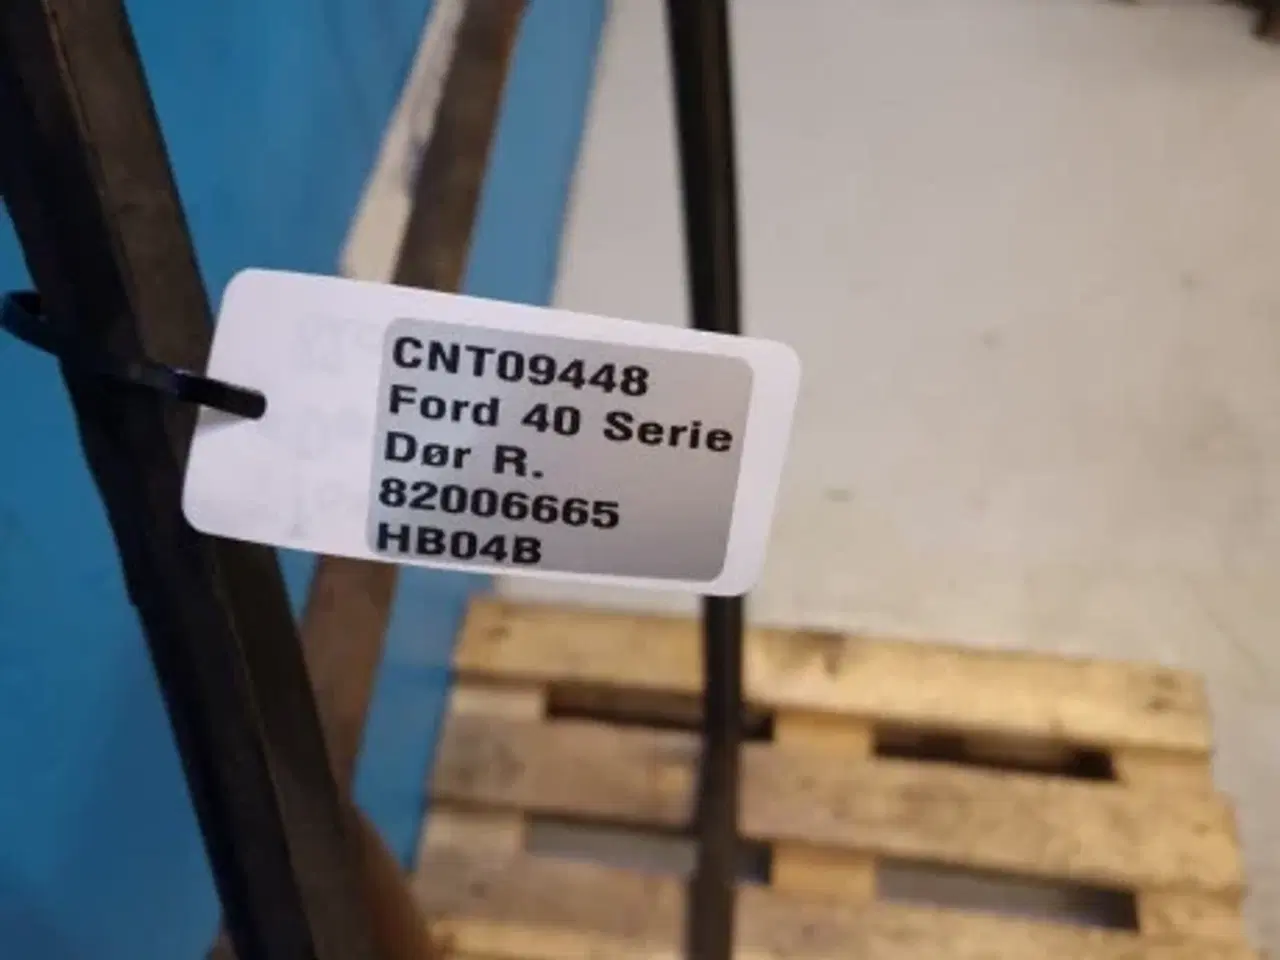 CNT09448
Ford 40 Serie
Dør R.
82006665
HB04B